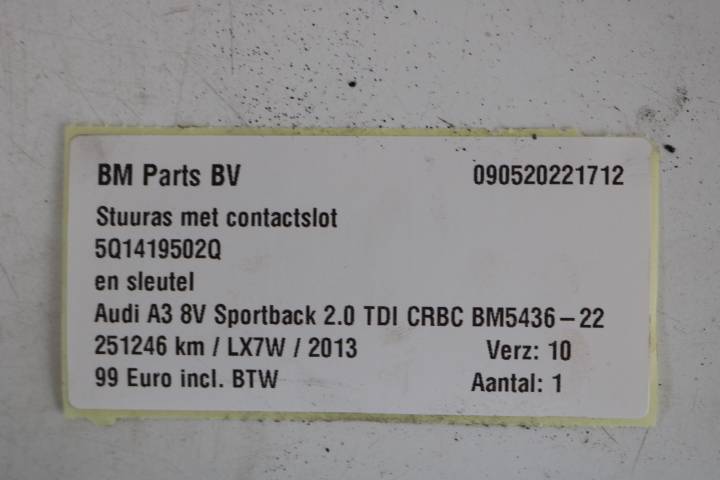 BM Parts BV 090520221712
Stuuras met contactslot
5Q1419502Q
en sleutel
Audi A3 8V Sportback 2.0 TDI CRBC BM5436-22
251246 km / LX7W / 2013 Verz: 10
99 Euro incl. BTW Aantal: 1